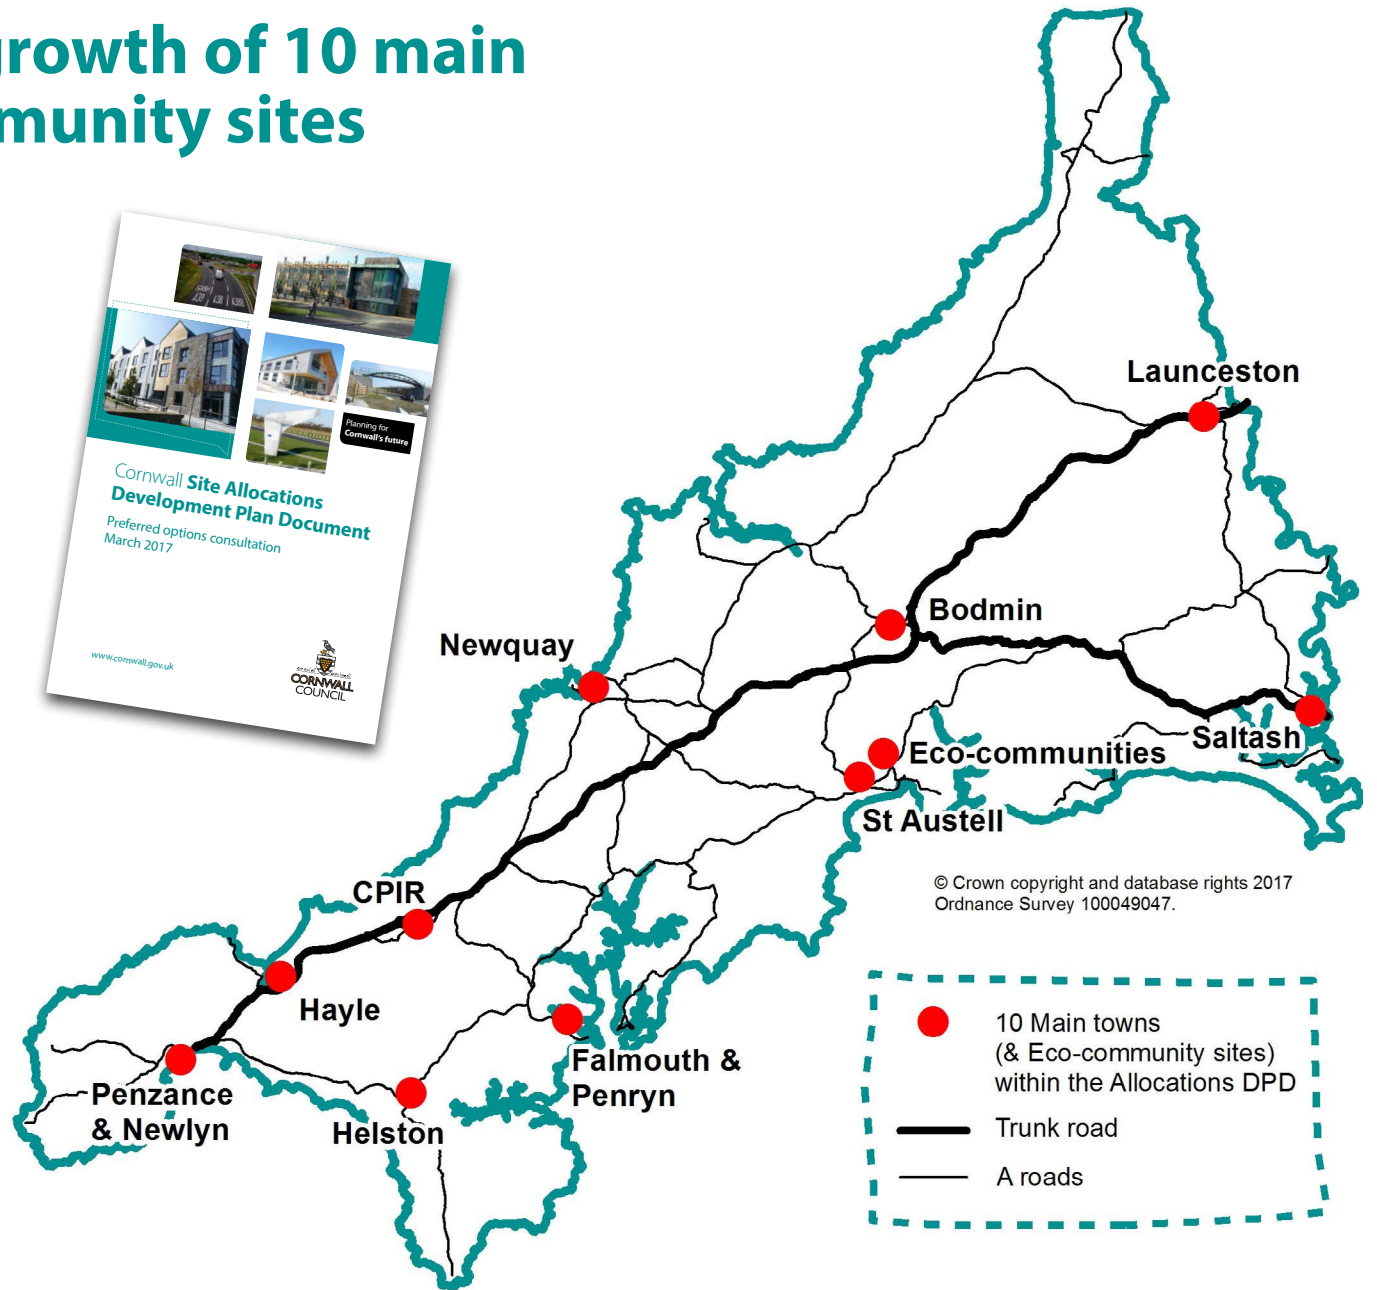 growth of 10 main
munity sites
Planning for
Cornwall's future
Cornwall Site Allocations
Development Plan Document
Preferred options consultation
March 2017
www.cornwall.gov.uk
CORNWALL
COUNCIL
Launceston
Bodmin
Newquay
Saltash
Eco-communities
St Austell
CPIR
© Crown copyright and database rights 2017
Ordnance Survey 100049047.
Hayle
Falmouth &
Penryn
Penzance
& Newlyn
Helston
10 Main towns
(& Eco-community sites)
within the Allocations DPD
Trunk road
A roads